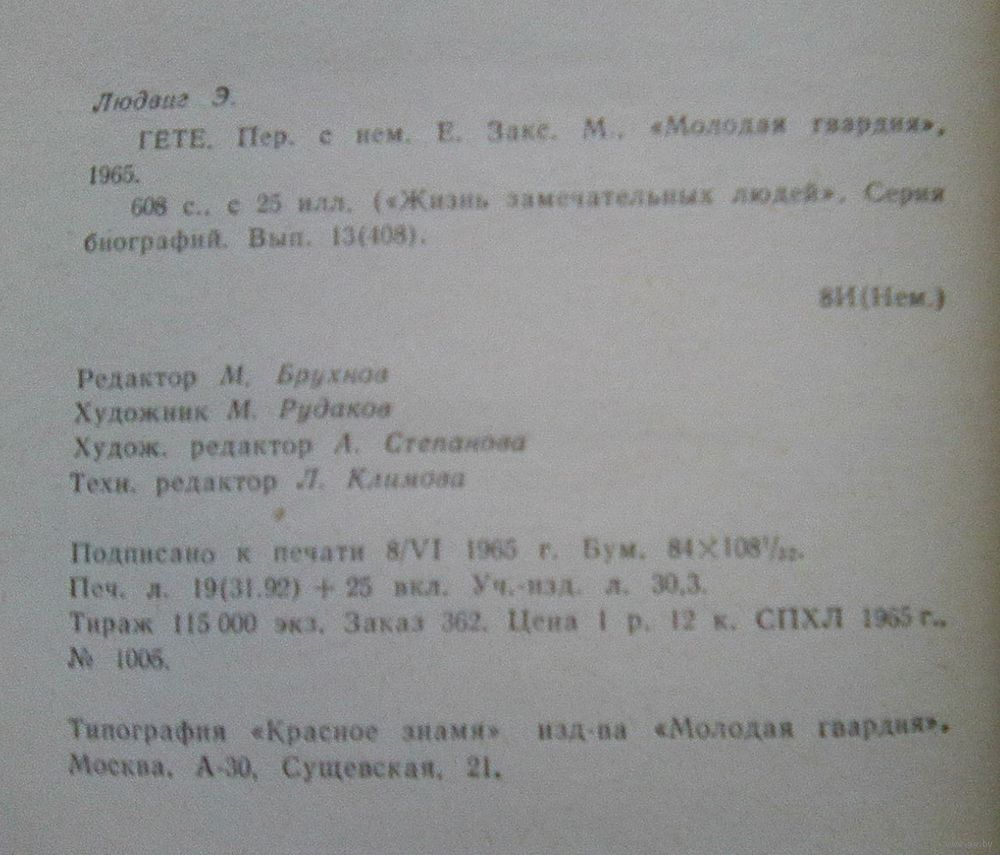 Людвиг Э.
ГЕТЕ. Пер. с нем. Е. Закс. М., «Молодая гвардия»,
1965.
608 с., с 25 илл. («Жизнь замечательных людей». Серия
биографий. Вып. 13(408).
8И(Нем.)
Редактор М. Брухнов
Художник М. Рудаков
Худож. редактор А. Степанова
Техн. редактор Л. Климова
Подписано к печати 8/VI 1965 г. Бум. 84×108¹/₃₂.
Печ. л. 19(31.92) + 25 вкл. Уч.-изд. л. 30,3.
Тираж 115 000 экз. Заказ 362. Цена 1 р. 12 к. СПХЛ 1965 г.,
№ 1005.
Типография «Красное знамя» изд-ва «Молодая гвардия».
Москва, А-30, Сущевская, 21.